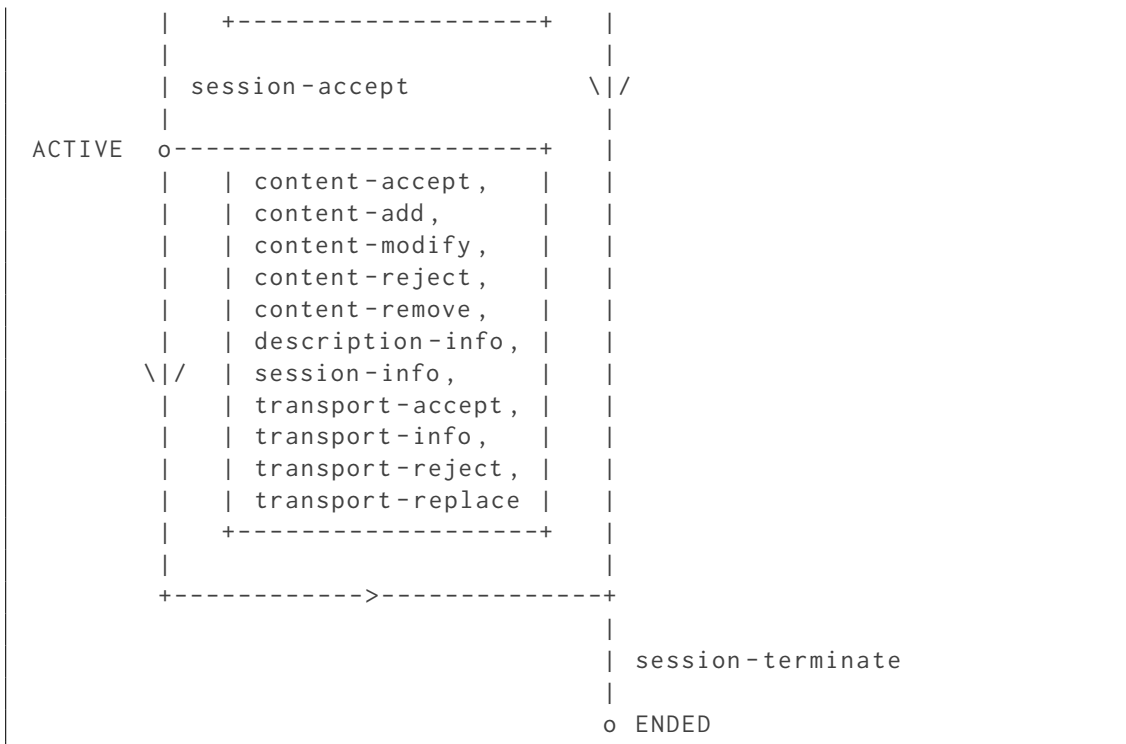 |   +-------------------+   |
|                           |
| session-accept           \|/
|                           |
ACTIVE  o-----------------------+   |
|   | content-accept,   |   |
|   | content-add,      |   |
|   | content-modify,   |   |
|   | content-reject,   |   |
|   | content-remove,   |   |
|   | description-info, |   |
\|/  | session-info,     |   |
|   | transport-accept, |   |
|   | transport-info,   |   |
|   | transport-reject, |   |
|   | transport-replace |   |
|   +-------------------+   |
|                           |
+------------>--------------+
|
| session-terminate
|
o ENDED